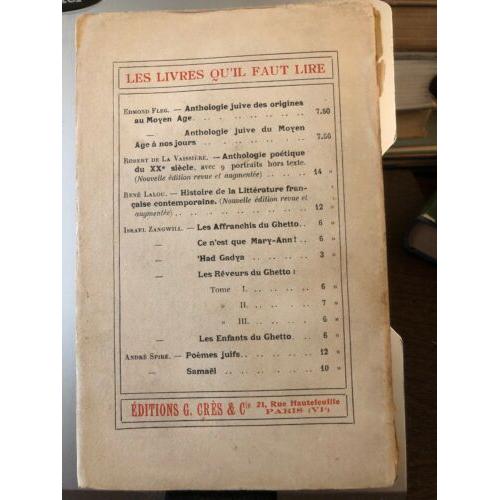 LES LIVRES QU'IL FAUT LIRE
EDMOND FLEG. — Anthologie juive des origines
au Moyen Age. .. .. .. .. .. .. .. 7.50
— Anthologie juive du Moyen
Age à nos jours .. .. .. .. .. .. .. 7.50
ROBERT DE LA VAISSIÈRE. — Anthologie poétique
du XXe siècle, avec 9 portraits hors texte.
(Nouvelle édition revue et augmentée) .. .. .. 14 »
RENÉ LALOU. — Histoire de la Littérature fran-
çaise contemporaine. (Nouvelle édition revue et
augmentée) .. .. .. .. .. .. .. .. 12 »
ISRAEL ZANGWILL. — Les Affranchis du Ghetto. .. 6 »
— Ce n'est que Mary-Ann! .. 6 »
— 'Had Gadya .. .. .. .. 3 »
— Les Rêveurs du Ghetto :
Tome I. .. .. .. .. 6 »
» II. .. .. .. .. 7 »
» III. .. .. .. .. 6 »
— Les Enfants du Ghetto. .. 6 »
ANDRÉ SPIRE. — Poèmes juifs. .. .. .. .. .. 12 »
— Samaël .. .. .. .. .. .. 10 »
ÉDITIONS G. CRÈS & Cie 21, Rue Hautefeuille
PARIS (VIe)